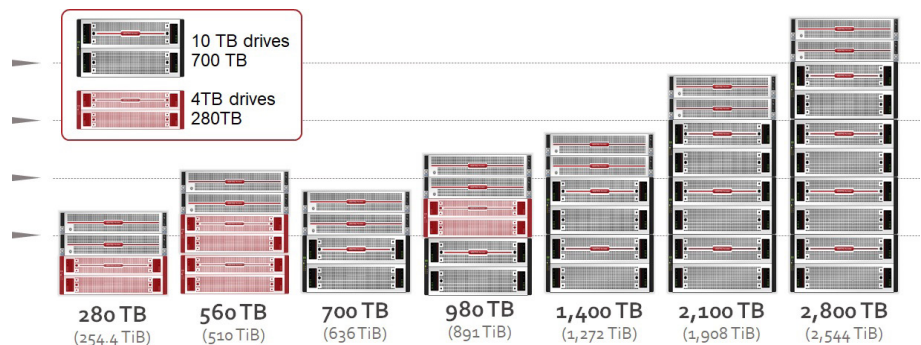 10 TB drives
700 TB
4TB drives
280TB
280 TB
(254.4 TiB)
560 TB
(510 TiB)
700 TB
(636 TiB)
980 TB
(891 TiB)
1,400 TB
(1,272 TiB)
2,100 TB
(1,908 TiB)
2,800 TB
(2,544 TiB)